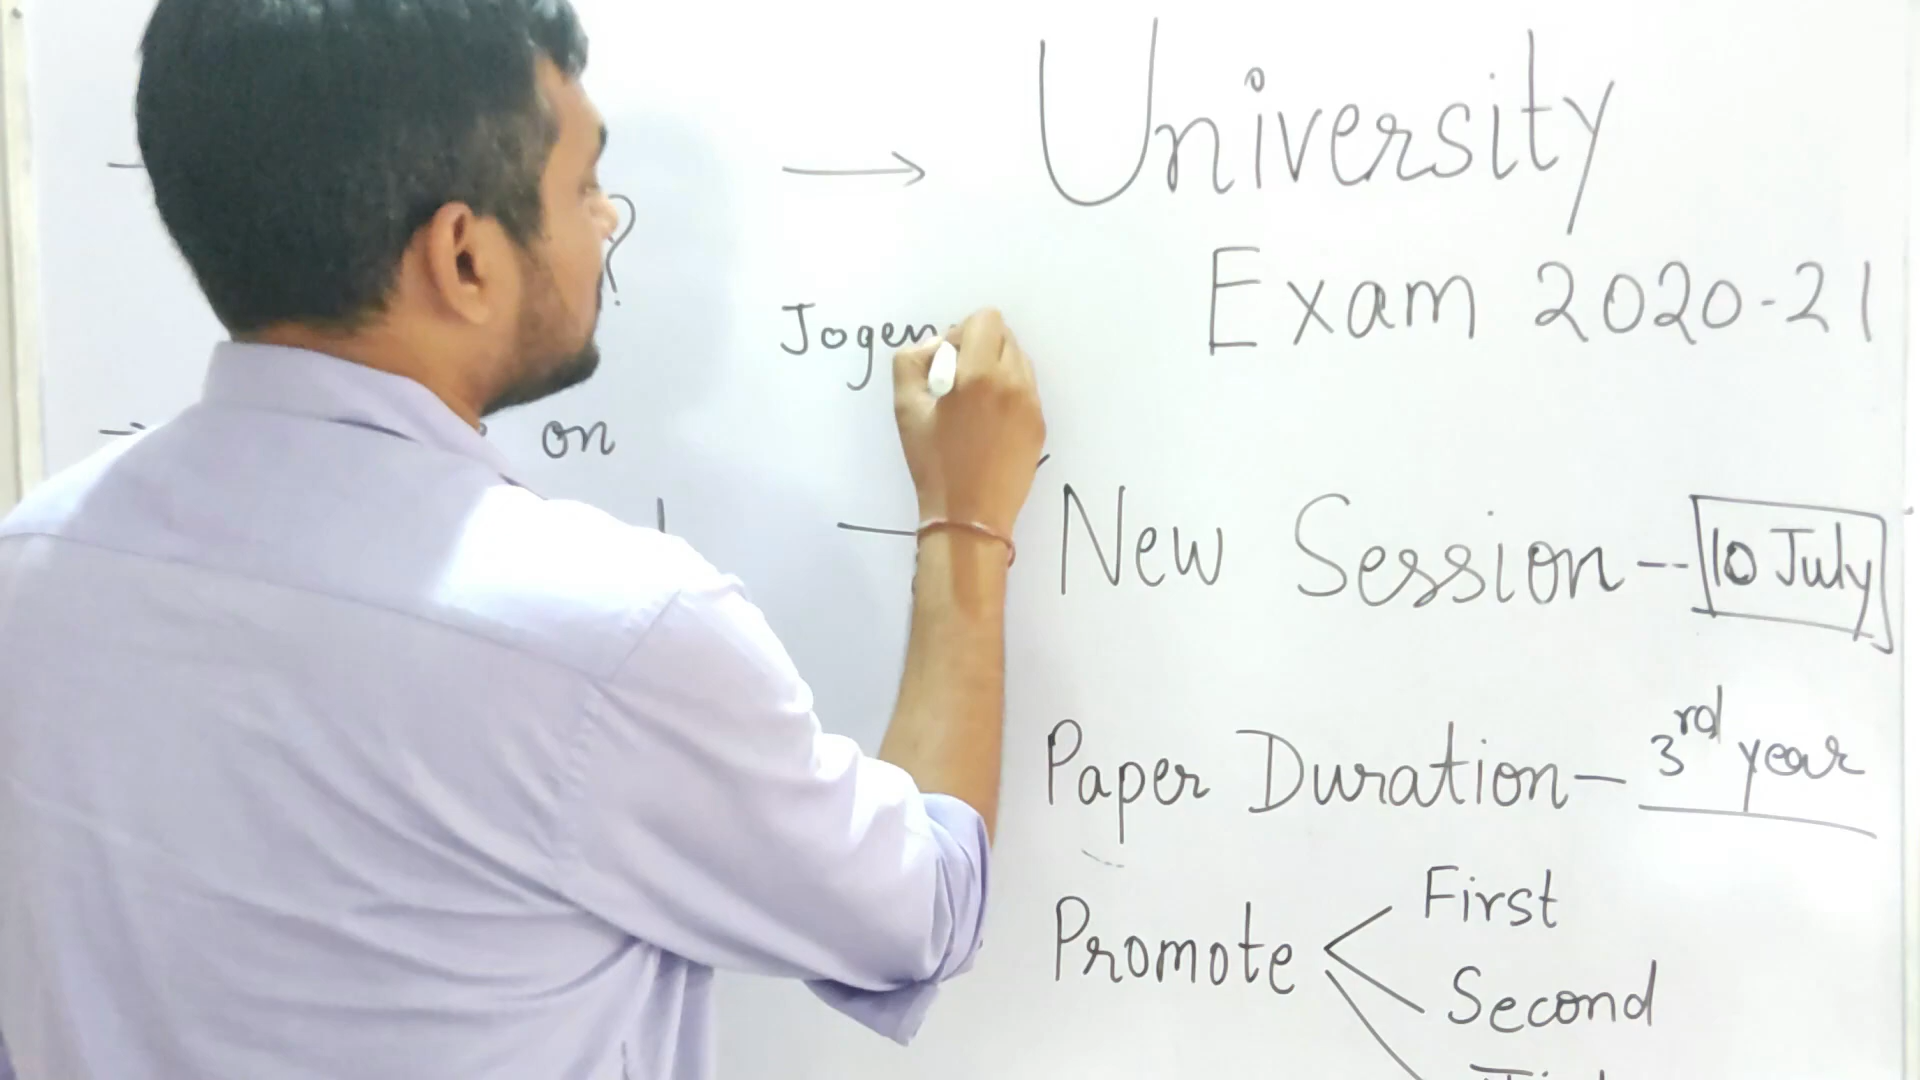 → University
?
Exam 2020-21
Jogen
on
New Session -- 10 July
Paper Duration - 3rd year
Promote
First
Second